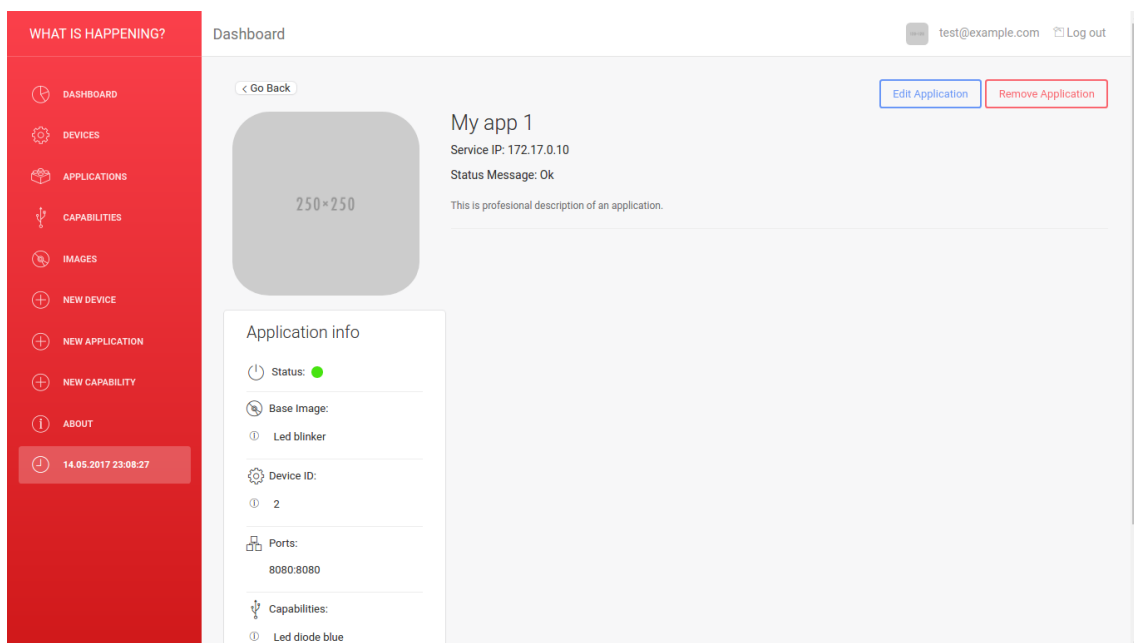 WHAT IS HAPPENING?
Dashboard
test@example.com
Log out
DASHBOARD
DEVICES
APPLICATIONS
CAPABILITIES
IMAGES
NEW DEVICE
NEW APPLICATION
NEW CAPABILITY
ABOUT
14.05.2017 23:08:27
< Go Back
Edit Application
Remove Application
250×250
My app 1
Service IP: 172.17.0.10
Status Message: Ok
This is profesional description of an application.
Application info
Status:
Base Image:
Led blinker
Device ID:
2
Ports:
8080:8080
Capabilities:
Led diode blue